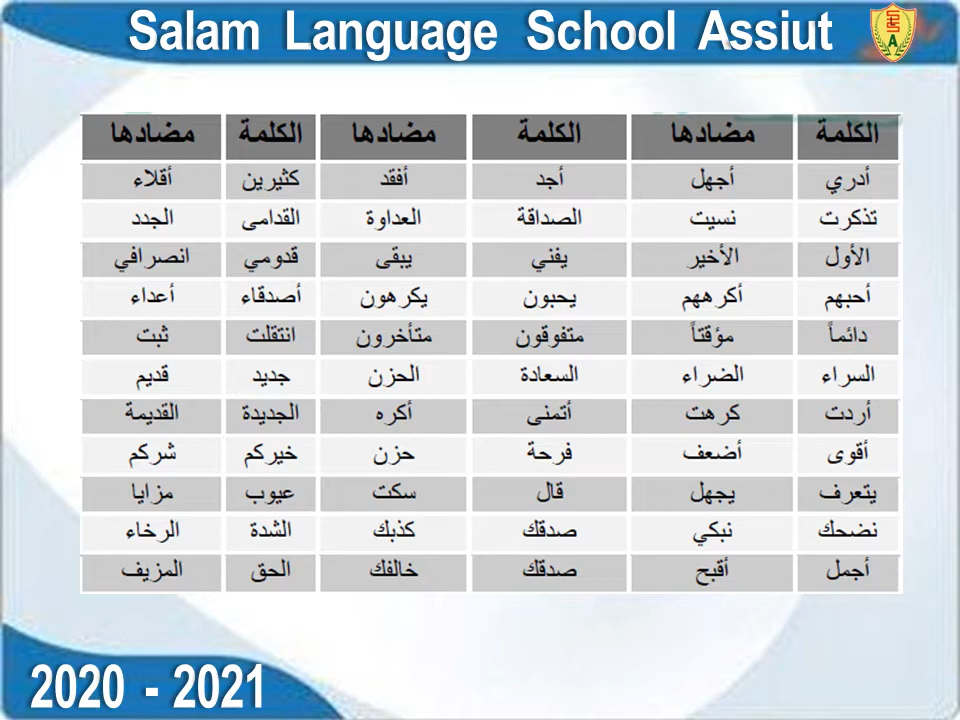 Salam Language School Assiut
الكلمة مضادها الكلمة مضادها الكلمة مضادها
أدري أجهل أجد أفقد كثيرين أقلاء
تذكرت نسيت الصداقة العداوة القدامى الجدد
الأول الأخير يفني يبقى قدومي انصرافي
أحبهم أكرههم يحبون يكرهون أصدقاء أعداء
دائماً مؤقتاً متفوقون متأخرون انتقلت ثبت
السراء الضراء السعادة الحزن جديد قديم
أردت كرهت أتمنى أكره الجديدة القديمة
أقوى أضعف فرحة حزن خيركم شركم
يتعرف يجهل قال سكت عيوب مزايا
نضحك نبكي صدقك كذبك الشدة الرخاء
أجمل أقبح صدقك خالفك الحق المزيف
2020 - 2021